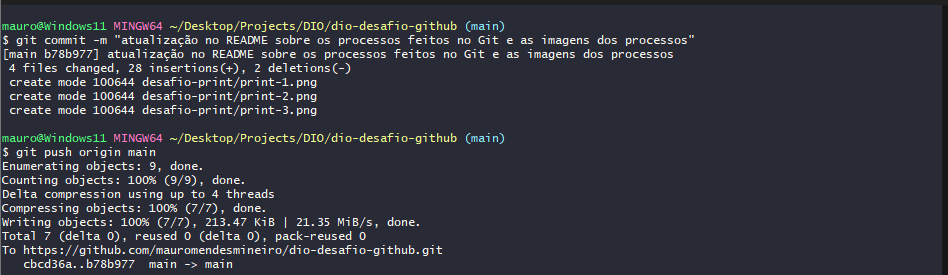 mauro@Windows11 MINGW64 ~/Desktop/Projects/DIO/dio-desafio-github (main)
$ git commit -m "atualização no README sobre os processos feitos no Git e as imagens dos processos"
[main b78b977] atualização no README sobre os processos feitos no Git e as imagens dos processos
 4 files changed, 28 insertions(+), 2 deletions(-)
 create mode 100644 desafio-print/print-1.png
 create mode 100644 desafio-print/print-2.png
 create mode 100644 desafio-print/print-3.png
mauro@Windows11 MINGW64 ~/Desktop/Projects/DIO/dio-desafio-github (main)
$ git push origin main
Enumerating objects: 9, done.
Counting objects: 100% (9/9), done.
Delta compression using up to 4 threads
Compressing objects: 100% (7/7), done.
Writing objects: 100% (7/7), 213.47 KiB | 21.35 MiB/s, done.
Total 7 (delta 0), reused 0 (delta 0), pack-reused 0
To https://github.com/mauromendesmineiro/dio-desafio-github.git
   cbcd36a..b78b977  main -> main